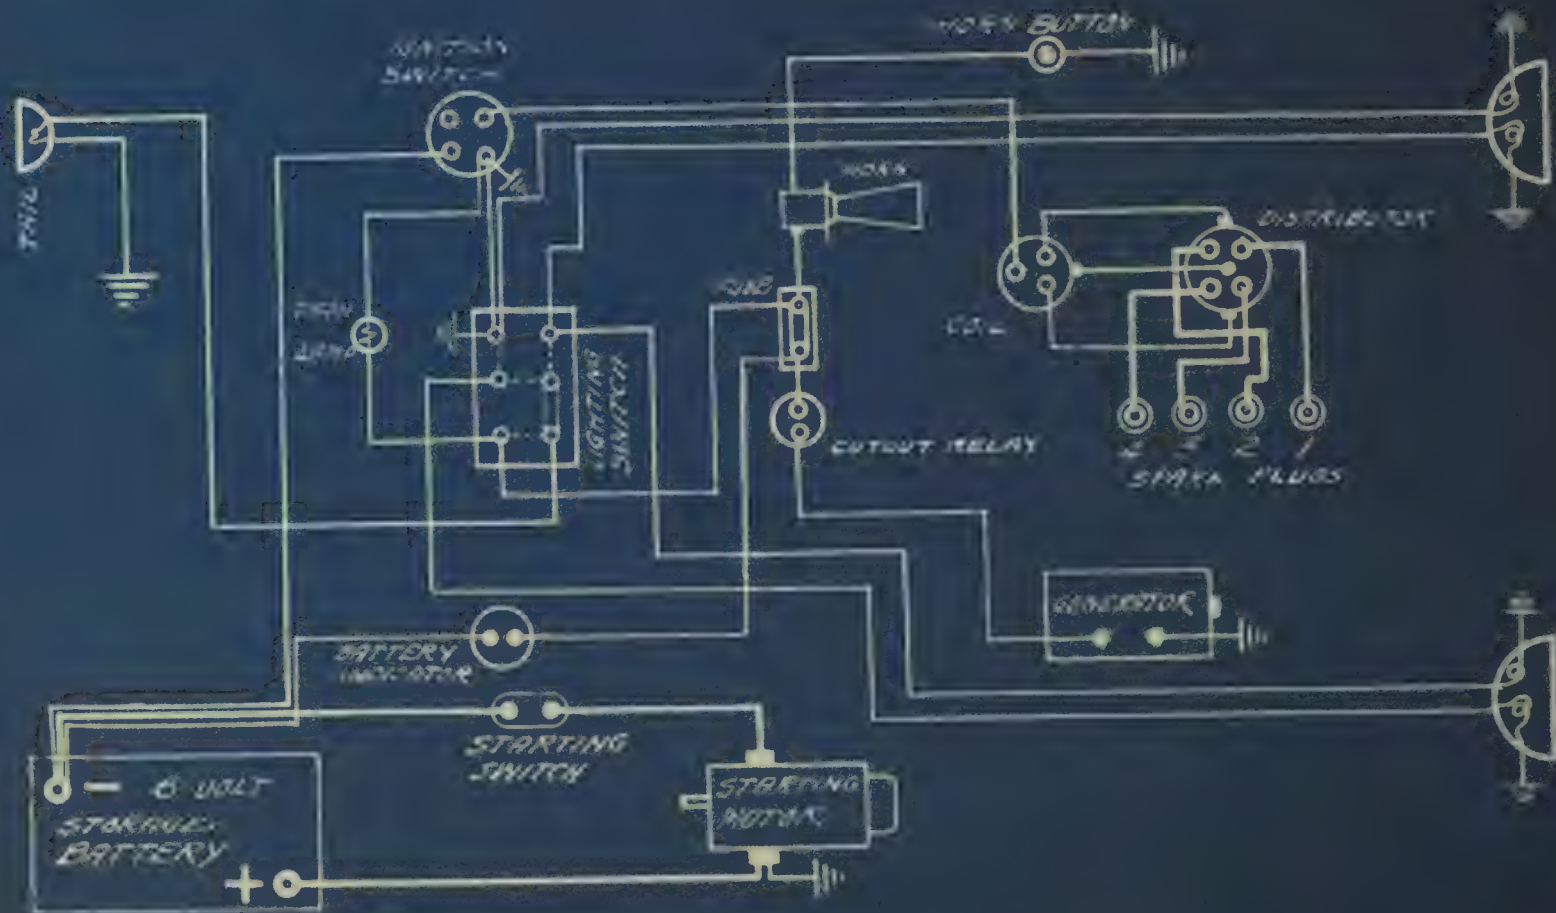 HORN BUTTON
IGNITION
SWITCH
TAIL
HORN
DISTRIBUTOR
FUSE
COIL
LAMP
LIGHTING
SWITCH
CUTOUT RELAY
4 3 2 1
SPARK PLUGS
GENERATOR
BATTERY
INDICATOR
STARTING
SWITCH
STARTING
MOTOR
- 6 VOLT
STORAGE
BATTERY
+